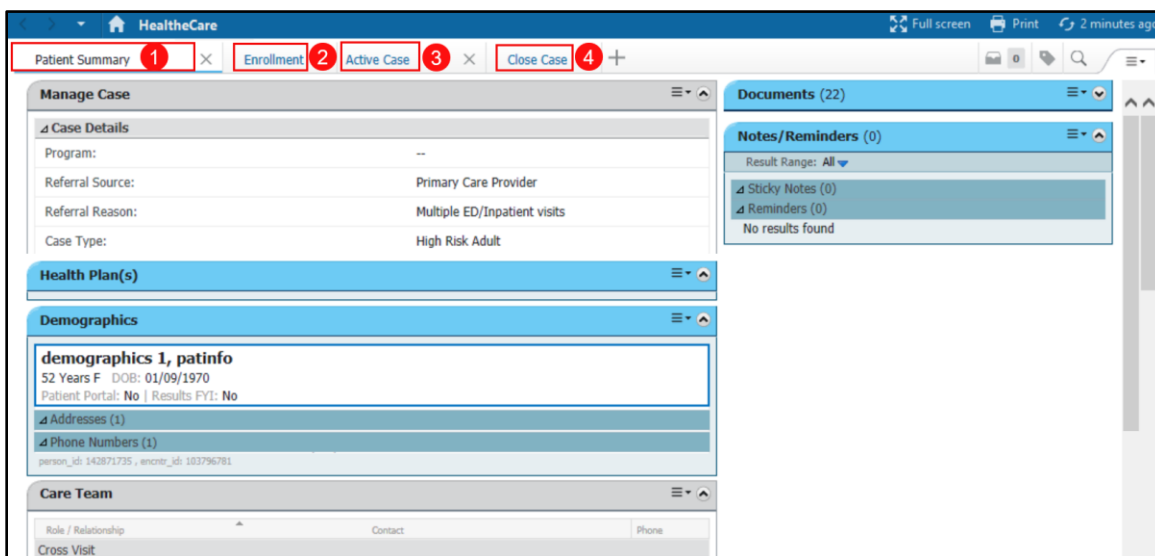 HealtheCare Full screen Print 2 minutes ago
Patient Summary 1 Enrollment 2 Active Case 3 Close Case 4 0
Manage Case
Case Details
Program: --
Referral Source: Primary Care Provider
Referral Reason: Multiple ED/Inpatient visits
Case Type: High Risk Adult
Health Plan(s)
Demographics
demographics 1, patinfo
52 Years F DOB: 01/09/1970
Patient Portal: No | Results FYI: No
Addresses (1)
Phone Numbers (1)
person_id: 142871735 , encntr_id: 103796781
Care Team
Role / Relationship Contact Phone
Cross Visit
Documents (22)
Notes/Reminders (0)
Result Range: All
Sticky Notes (0)
Reminders (0)
No results found